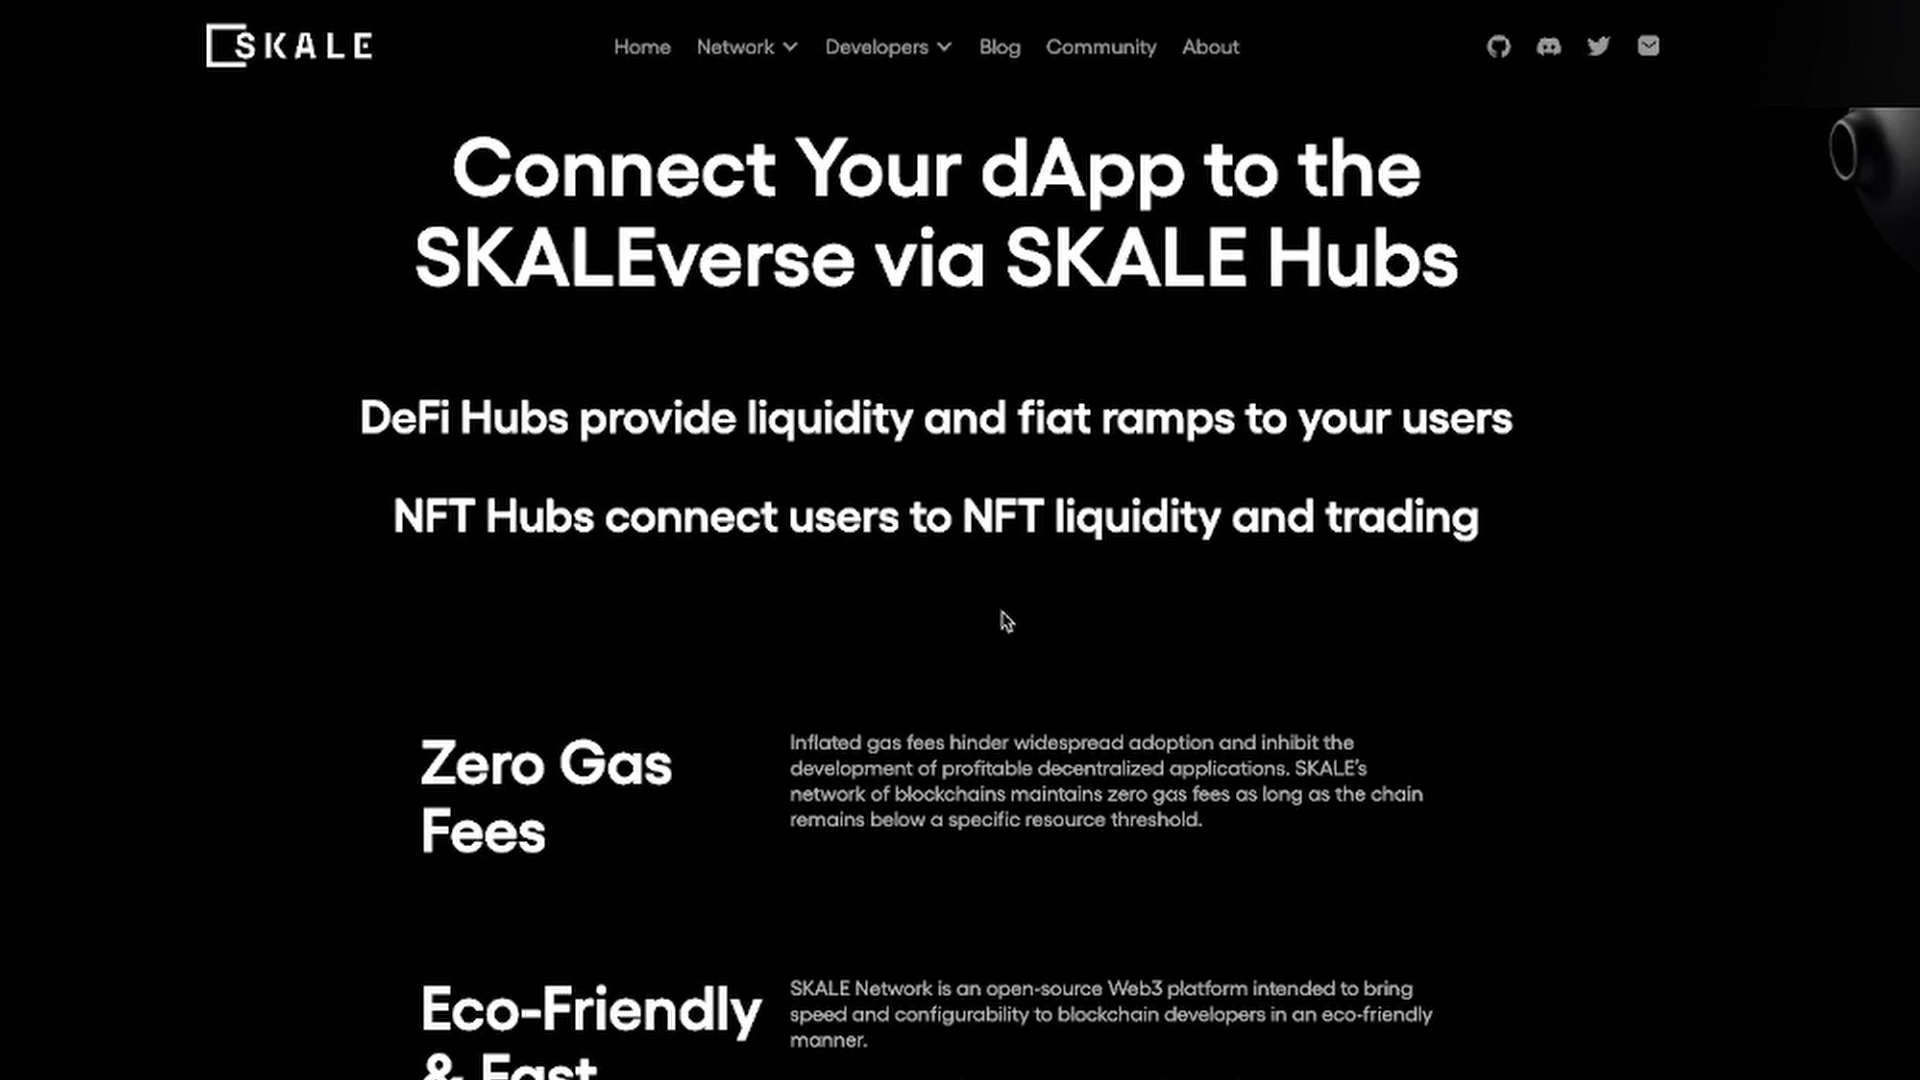 SKALE
Home Network Developers Blog Community About
Connect Your dApp to the
SKALEverse via SKALE Hubs
DeFi Hubs provide liquidity and fiat ramps to your users
NFT Hubs connect users to NFT liquidity and trading
Zero Gas
Fees
Inflated gas fees hinder widespread adoption and inhibit the
development of profitable decentralized applications. SKALE's
network of blockchains maintains zero gas fees as long as the chain
remains below a specific resource threshold.
Eco-Friendly
& Fast
SKALE Network is an open-source Web3 platform intended to bring
speed and configurability to blockchain developers in an eco-friendly
manner.